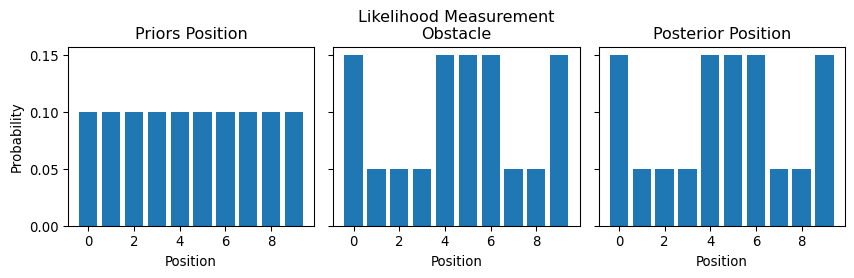 Priors Position
Likelihood Measurement
Obstacle
Posterior Position
Probability
0.15
0.10
0.05
0.00
0 2 4 6 8
0 2 4 6 8
0 2 4 6 8
Position
Position
Position